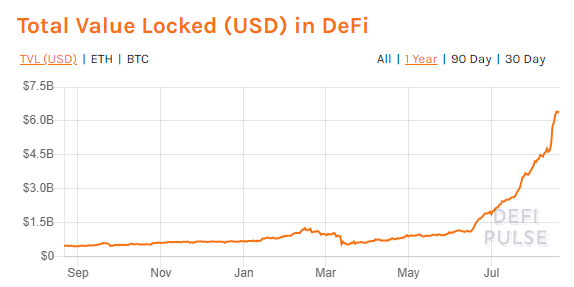 Total Value Locked (USD) in DeFi
TVL (USD) | ETH | BTC
All | 1 Year | 90 Day | 30 Day
$7.5B
$6.0B
$4.5B
$3.0B
$1.5B
$0
Sep Nov Jan Mar May Jul
DEFI
PULSE